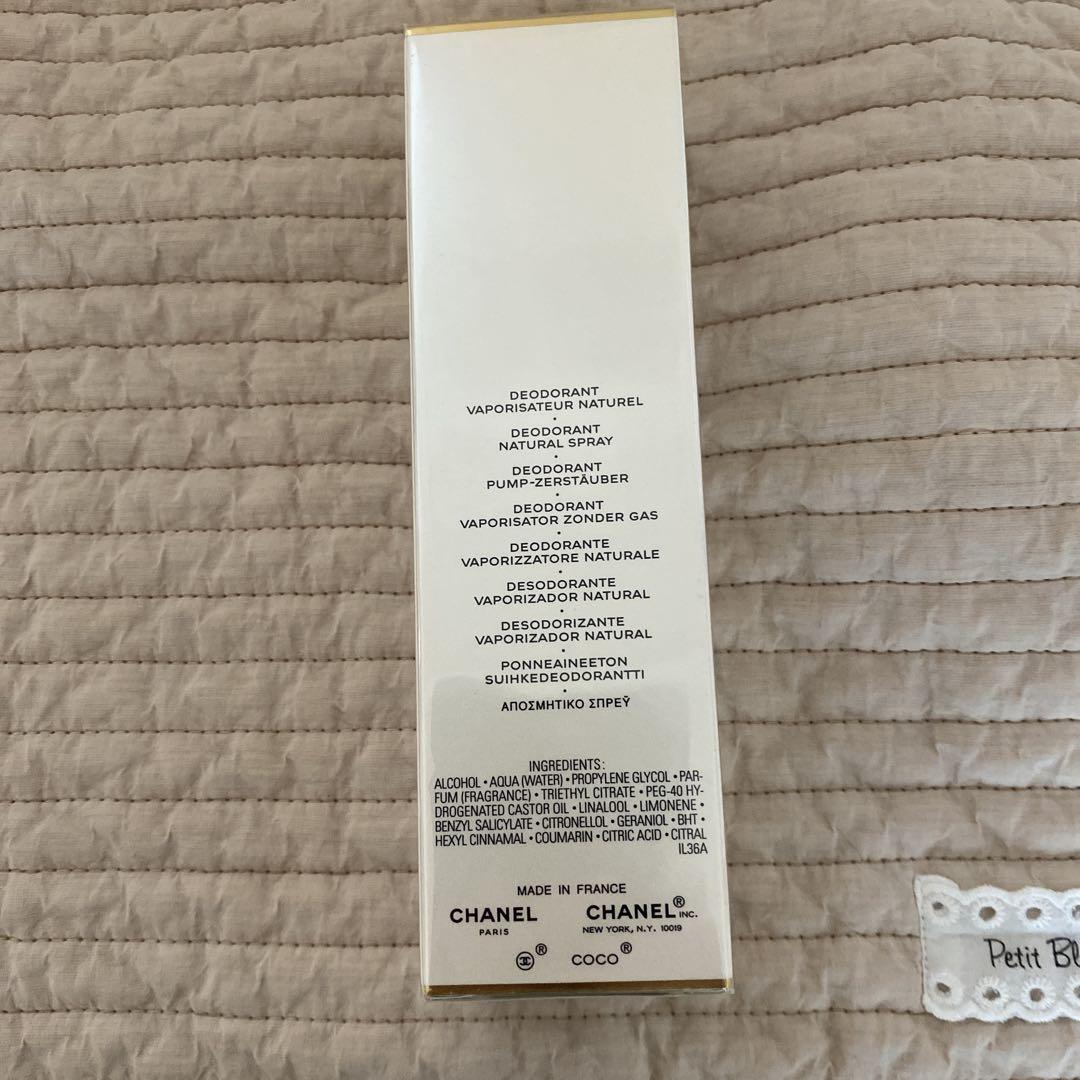 DEODORANT
VAPORISATEUR NATUREL
•
DEODORANT
NATURAL SPRAY
•
DEODORANT
PUMP-ZERSTÄUBER
•
DEODORANT
VAPORISATOR ZONDER GAS
•
DEODORANTE
VAPORIZZATORE NATURALE
•
DESODORANTE
VAPORIZADOR NATURAL
•
DESODORIZANTE
VAPORIZADOR NATURAL
•
PONNEAINEETON
SUIHKEDEODORANTTI
•
ΑΠΟΣΜΗΤΙΚΟ ΣΠΡΕΫ
INGREDIENTS:
ALCOHOL • AQUA (WATER) • PROPYLENE GLYCOL • PAR-
FUM (FRAGRANCE) • TRIETHYL CITRATE • PEG-40 HY-
DROGENATED CASTOR OIL • LINALOOL • LIMONENE •
BENZYL SALICYLATE • CITRONELLOL • GERANIOL • BHT •
HEXYL CINNAMAL • COUMARIN • CITRIC ACID • CITRAL
IL36A
MADE IN FRANCE
CHANEL CHANEL® INC.
PARIS NEW YORK, N.Y. 10019
® COCO®
Petit Bl